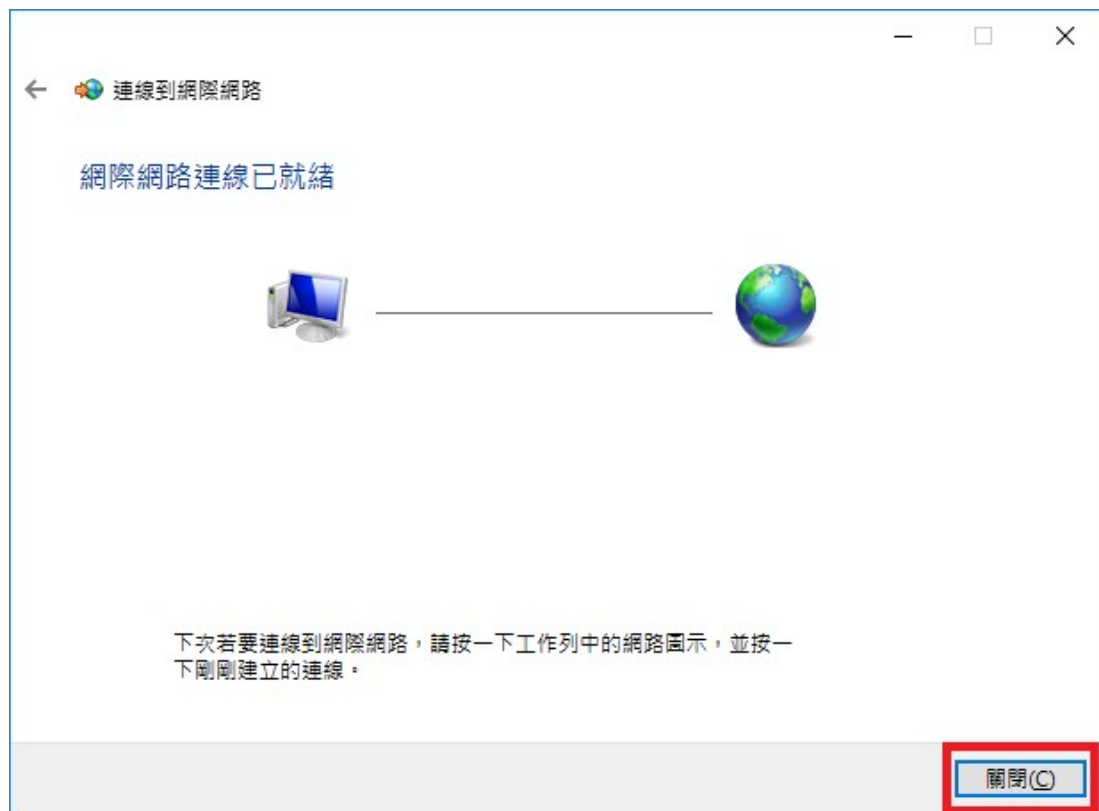 連線到網際網路
網際網路連線已就緒
下次若要連線到網際網路，請按一下工作列中的網路圖示，並按一
下剛剛建立的連線。
關閉(C)